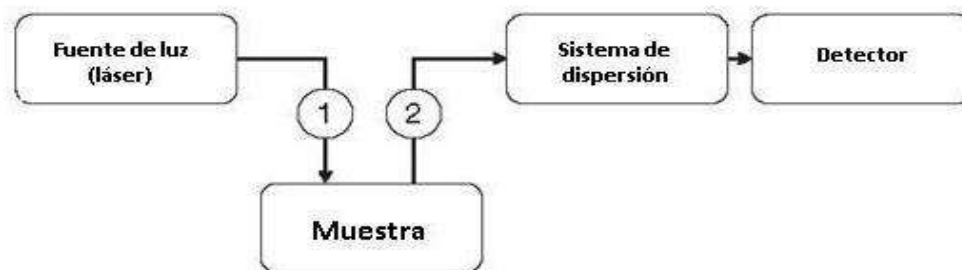 Fuente de luz
(láser)
1
2
Sistema de
dispersión
Detector
Muestra